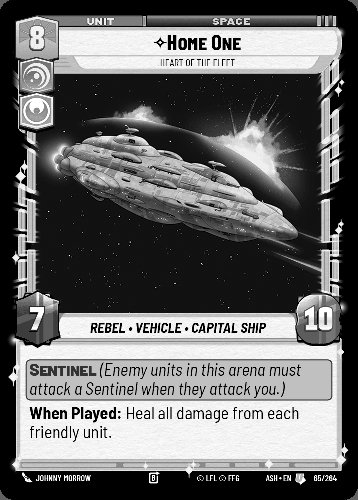 UNIT SPACE
8
✧HOME ONE
HEART OF THE FLEET
7
10
REBEL • VEHICLE • CAPITAL SHIP
SENTINEL (Enemy units in this arena must
attack a Sentinel when they attack you.)
When Played: Heal all damage from each
friendly unit.
JOHNNY MORROW © LFL © FFG ASH • EN 65/264